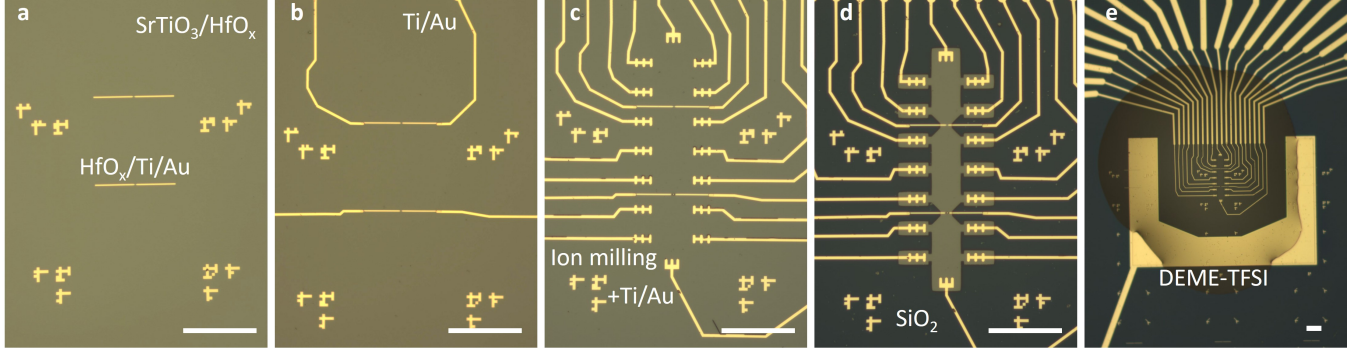 a
SrTiO₃/HfOₓ
HfOₓ/Ti/Au
b
Ti/Au
c
Ion milling
+Ti/Au
d
SiO₂
e
DEME-TFSI